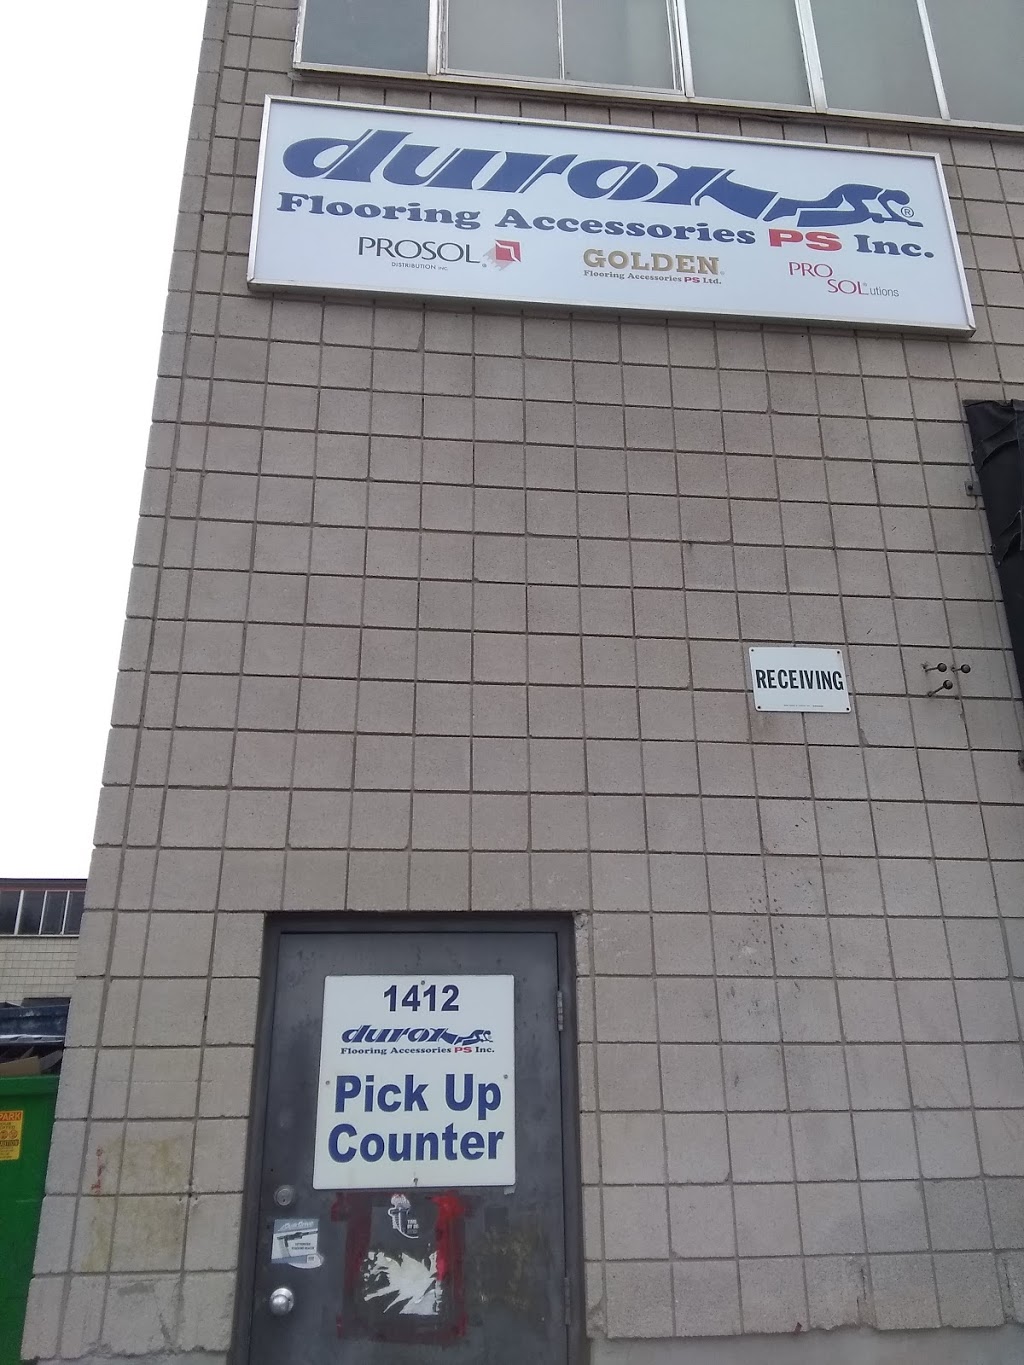 durox®
Flooring Accessories PS Inc.
PROSOL
DISTRIBUTION INC.
GOLDEN
Flooring Accessories PS Ltd.
PRO
SOLutions
RECEIVING
1412
durox
Flooring Accessories PS Inc.
Pick Up
Counter
PARK